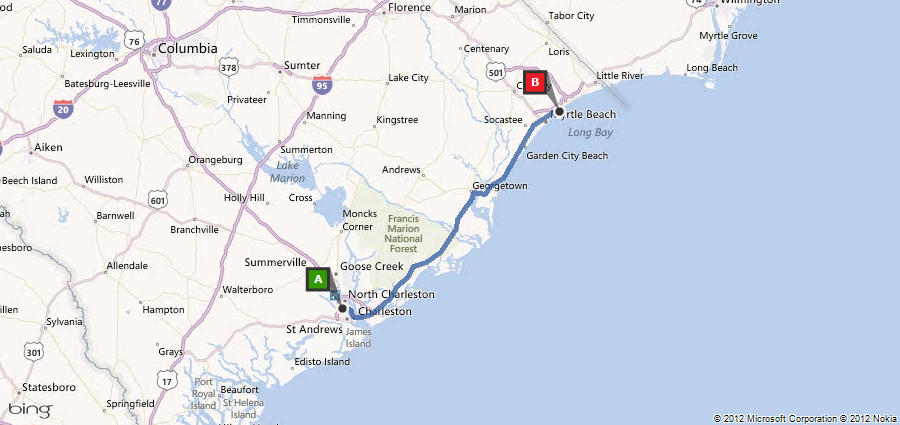 77
Florence
Marion
74
Wilmington
Timmonsville
Tabor City
Saluda
76
Columbia
Centenary
Loris
Myrtle Grove
Lexington
378
Sumter
501
Little River
Long Beach
Batesburg-Leesville
95
Lake City
B
20
Privateer
Manning
Kingstree
Socastee
Myrtle Beach
Long Bay
Aiken
Orangeburg
Summerton
Garden City Beach
Lake
Marion
Andrews
Beech Island
Williston
601
Holly Hill
Cross
Georgetown
Barnwell
Branchville
Moncks
Corner
Francis
Marion
National
Forest
Allendale
Summerville
Goose Creek
A
Walterboro
North Charleston
Hampton
Charleston
Sylvania
St Andrews
James
Island
301
Grays
Edisto Island
17
Port
Royal
Island
Beaufort
St Helena
Island
Statesboro
Springfield
bing
© 2012 Microsoft Corporation © 2012 Nokia